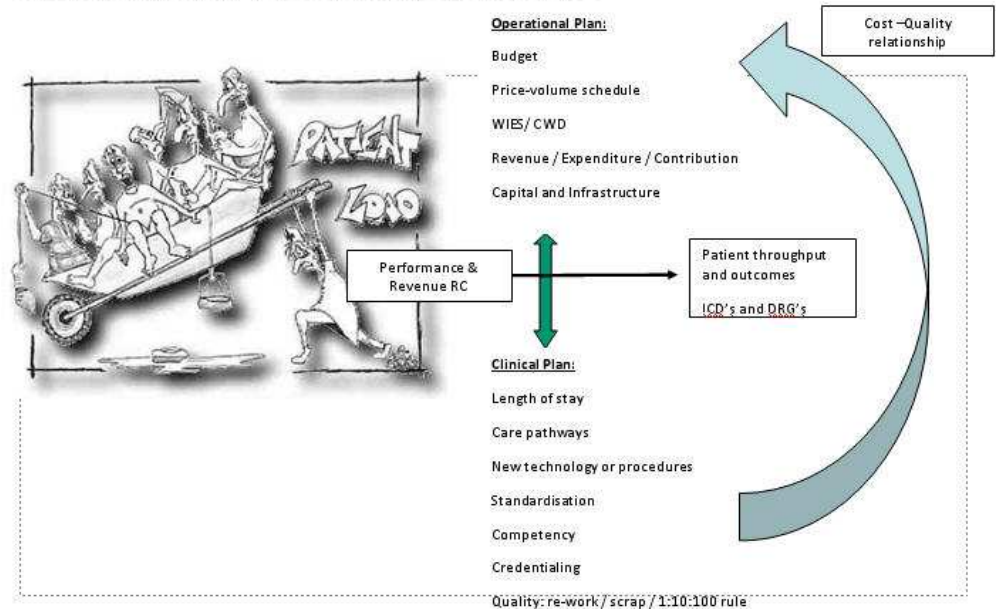 Operational Plan:
Budget
Price-volume schedule
WIES/ CWD
Revenue / Expenditure / Contribution
Capital and Infrastructure
Cost –Quality
relationship
PATIENT
LOAD
Performance &
Revenue RC
Patient throughput
and outcomes
ICD's and DRG's
Clinical Plan:
Length of stay
Care pathways
New technology or procedures
Standardisation
Competency
Credentialing
Quality: re-work / scrap / 1:10:100 rule